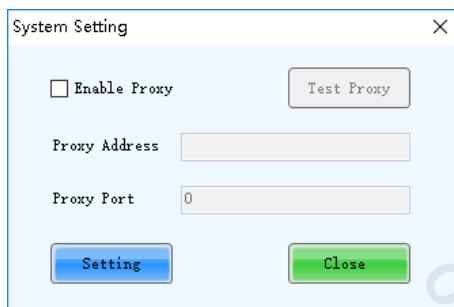 System Setting
Enable Proxy
Test Proxy
Proxy Address
Proxy Port
0
Setting
Close